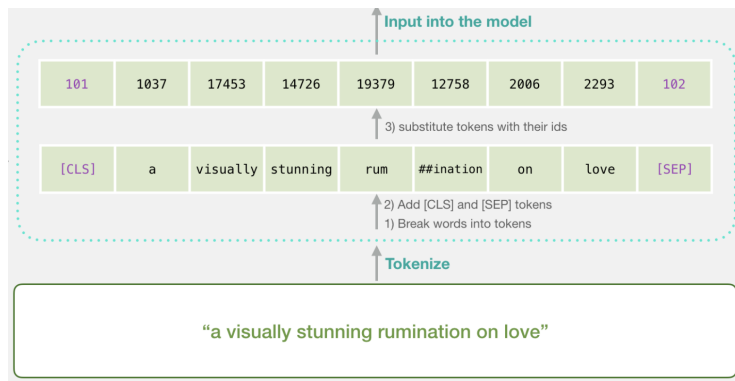 Input into the model
101 1037 17453 14726 19379 12758 2006 2293 102
3) substitute tokens with their ids
[CLS] a visually stunning rum ##ination on love [SEP]
2) Add [CLS] and [SEP] tokens
1) Break words into tokens
Tokenize
“a visually stunning rumination on love”